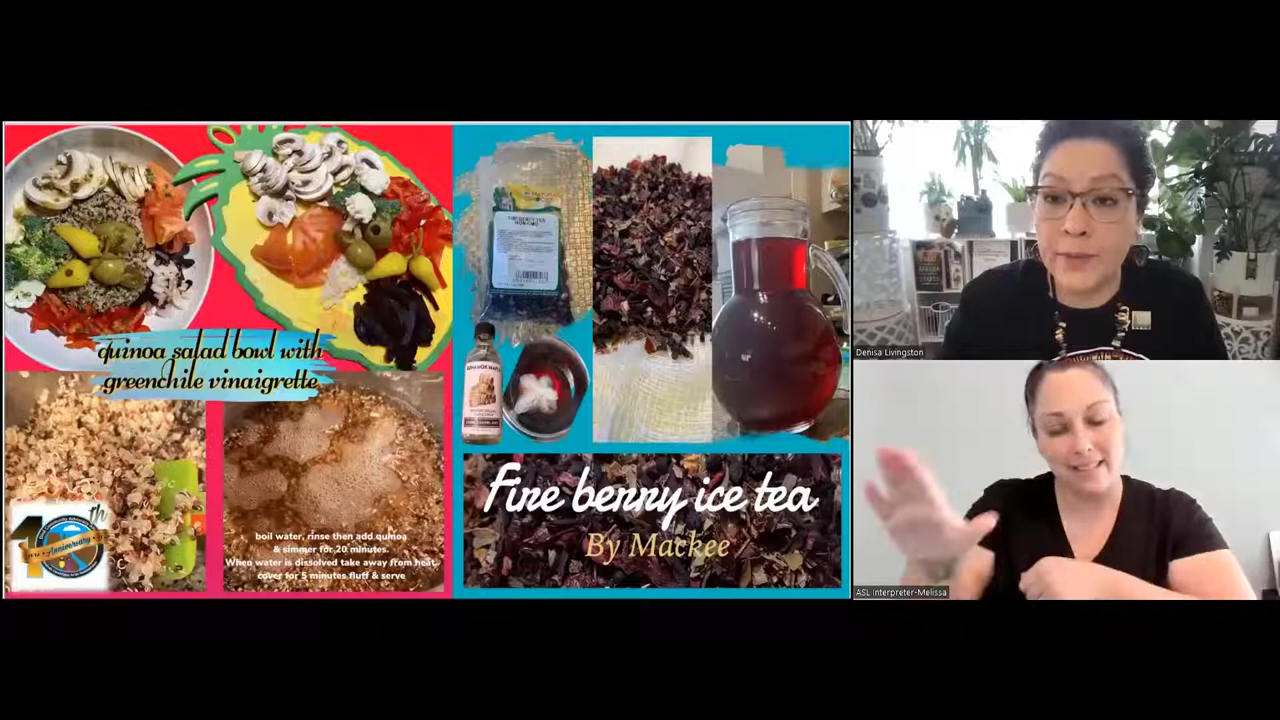 quinoa salad bowl with
greenchile vinaigrette
boil water, rinse then add quinoa
& simmer for 20 minutes.
When water is dissolved take away from heat,
cover for 5 minutes fluff & serve
10th
Anniversary
Fire berry ice tea
By Mackee
Denisa Livingston
ASL Interpreter-Melissa